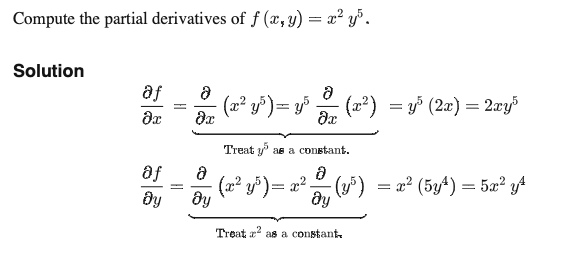 Compute the partial derivatives of f (x, y) = x² y⁵.
Solution
∂f/∂x = ∂/∂x (x² y⁵) = y⁵ ∂/∂x (x²) = y⁵ (2x) = 2xy⁵
Treat y⁵ as a constant.
∂f/∂y = ∂/∂y (x² y⁵) = x² ∂/∂y (y⁵) = x² (5y⁴) = 5x² y⁴
Treat x² as a constant.